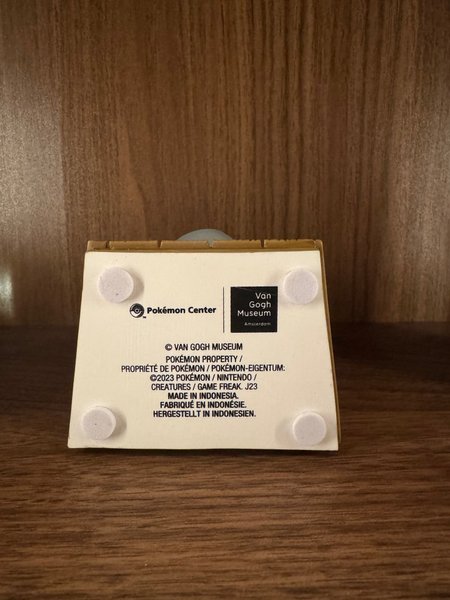 Pokémon Center
Van
Gogh
Museum
Amsterdam
© VAN GOGH MUSEUM
POKÉMON PROPERTY /
PROPRIÉTÉ DE POKÉMON / POKÉMON-EIGENTUM:
©2023 POKÉMON / NINTENDO /
CREATURES / GAME FREAK. J23
MADE IN INDONESIA.
FABRIQUÉ EN INDONÉSIE.
HERGESTELLT IN INDONESIEN.